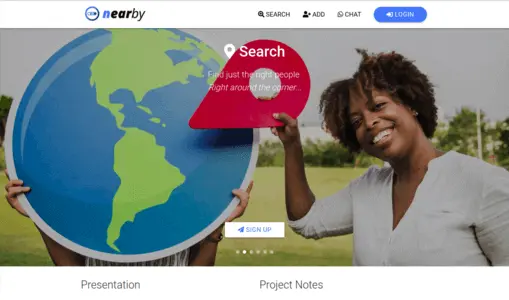 nearby
SEARCH ADD CHAT LOGIN
Search
Find just the right people
Right around the corner...
SIGN UP
Presentation Project Notes